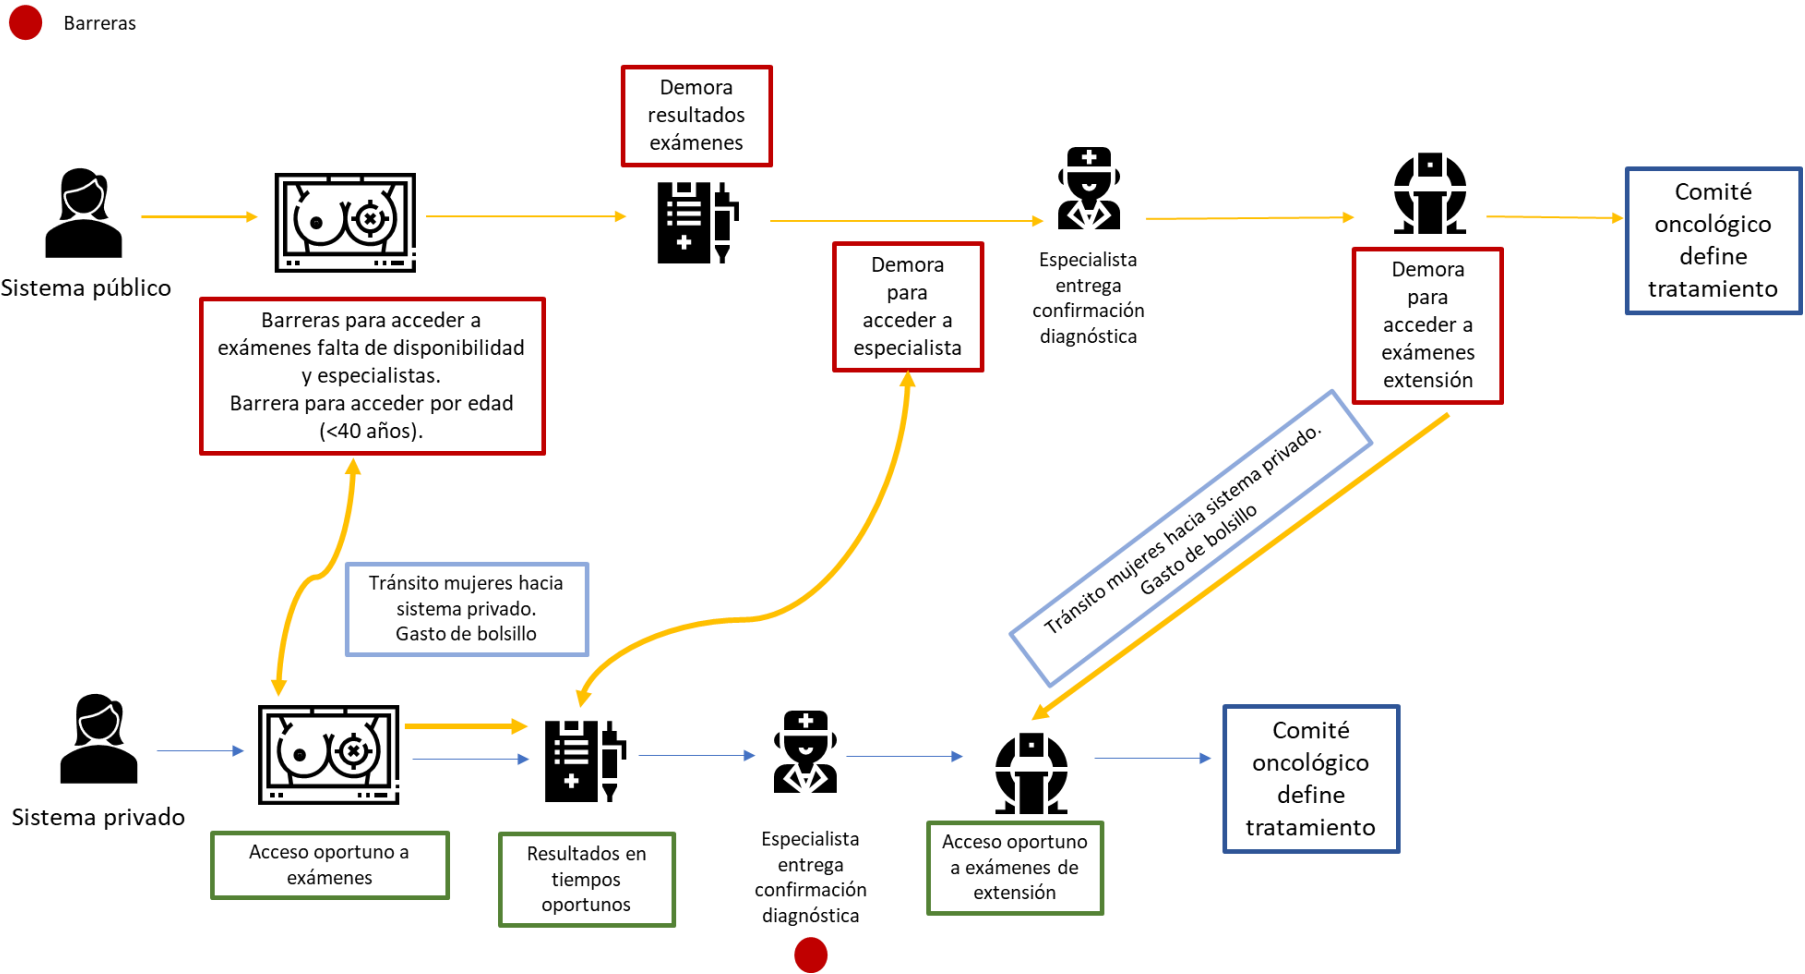 Barreras
Demora
resultados
exámenes
Sistema público
Barreras para acceder a
exámenes falta de disponibilidad
y especialistas.
Barrera para acceder por edad
(<40 años).
Demora
para
acceder a
especialista
Especialista
entrega
confirmación
diagnóstica
Demora
para
acceder a
exámenes
extensión
Comité
oncológico
define
tratamiento
Tránsito mujeres hacia
sistema privado.
Gasto de bolsillo
Tránsito mujeres hacia sistema privado.
Gasto de bolsillo
Sistema privado
Acceso oportuno a
exámenes
Resultados en
tiempos
oportunos
Especialista
entrega
confirmación
diagnóstica
Acceso oportuno
a exámenes de
extensión
Comité
oncológico
define
tratamiento